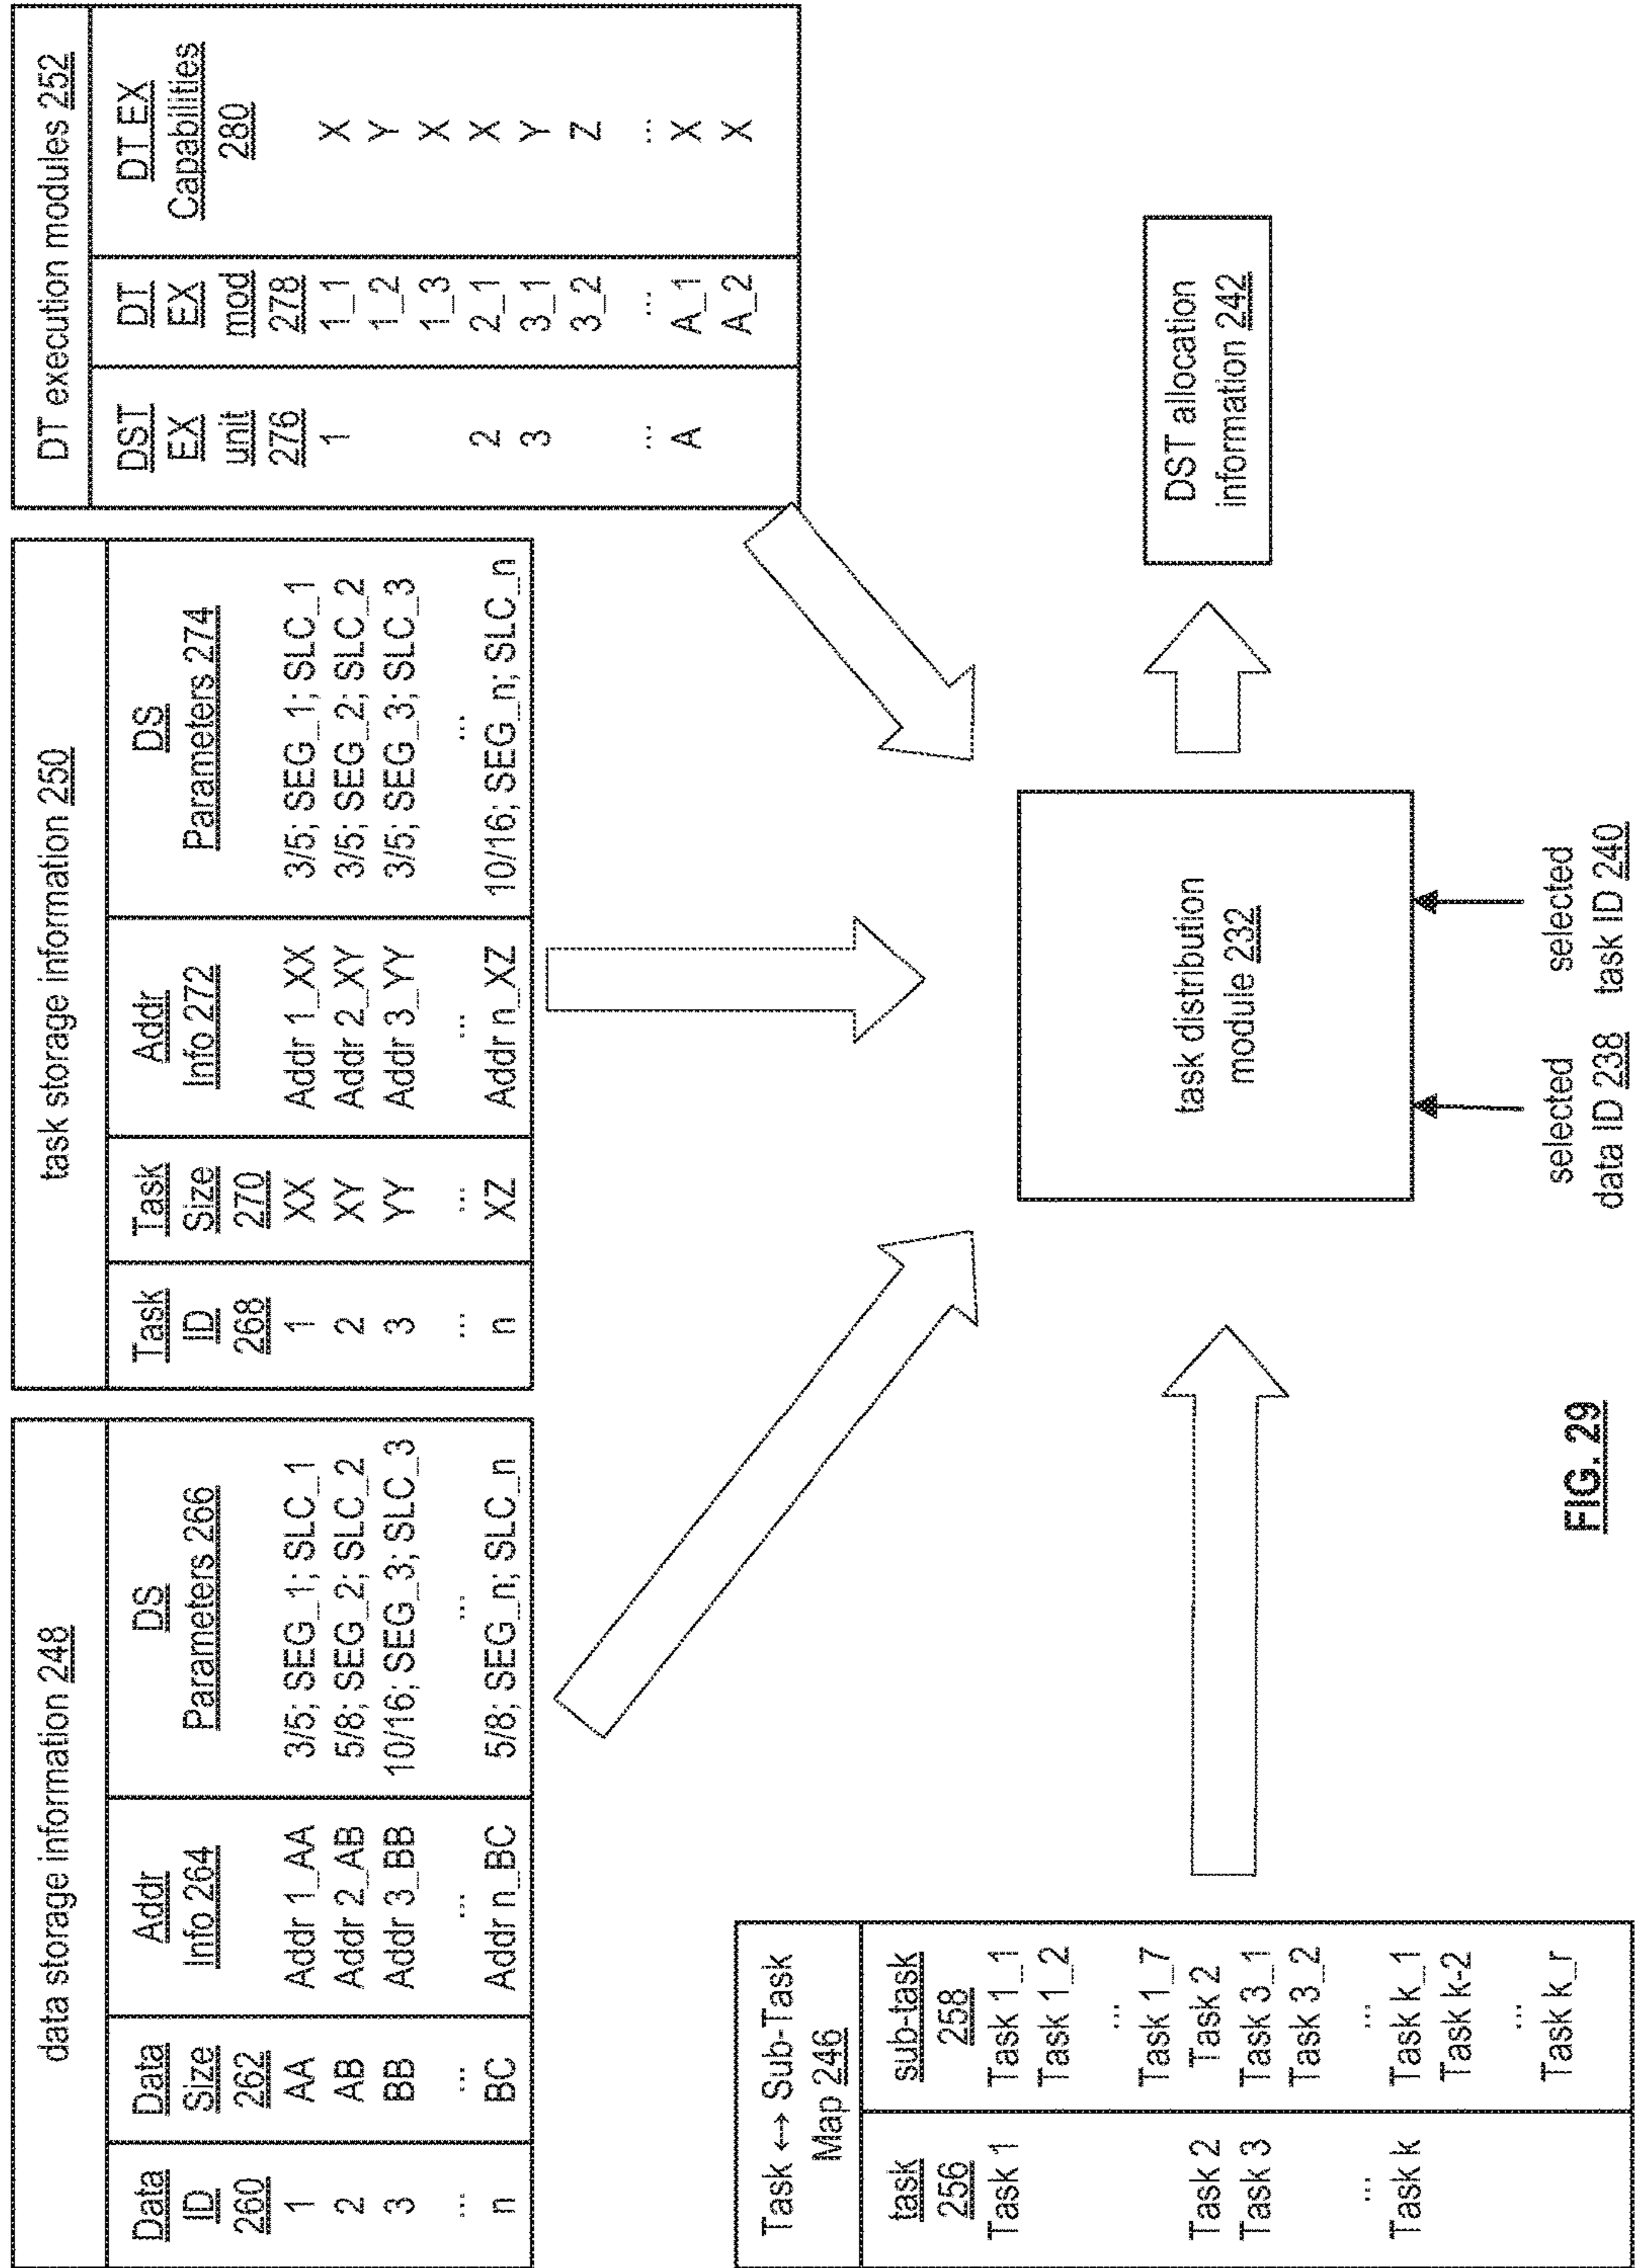 data storage information 248
Data ID 260 Data Size 262 Addr Info 264 DS Parameters 266
1 AA Addr 1_AA 3/5; SEG_1; SLC_1
2 AB Addr 2_AB 5/8; SEG_2; SLC_2
3 BB Addr 3_BB 10/16; SEG_3; SLC_3
... ... ... ...
n BC Addr n_BC 5/8; SEG_n; SLC_n
task storage information 250
Task ID 268 Task Size 270 Addr Info 272 DS Parameters 274
1 XX Addr 1_XX 3/5; SEG_1; SLC_1
2 XY Addr 2_XY 3/5; SEG_2; SLC_2
3 YY Addr 3_YY 3/5; SEG_3; SLC_3
... ... ... ...
n XZ Addr n_XZ 10/16; SEG_n; SLC_n
DT execution modules 252
DST EX unit 276 DT EX mod 278 DT EX Capabilities 280
1 1_1 X
1_2 Y
1_3 X
2 2_1 X
3 3_1 Y
3_2 Z
... ... ...
A A_1 X
A_2 X
Task ↔ Sub-Task
Map 246
task 256 sub-task 258
Task 1 Task 1_1
Task 1_2
...
Task 1_7
Task 2 Task 2
Task 3 Task 3_1
Task 3_2
... ...
Task k Task k_1
Task k-2
...
Task k_r
task distribution
module 232
DST allocation
information 242
selected
data ID 238
selected
task ID 240
FIG. 29